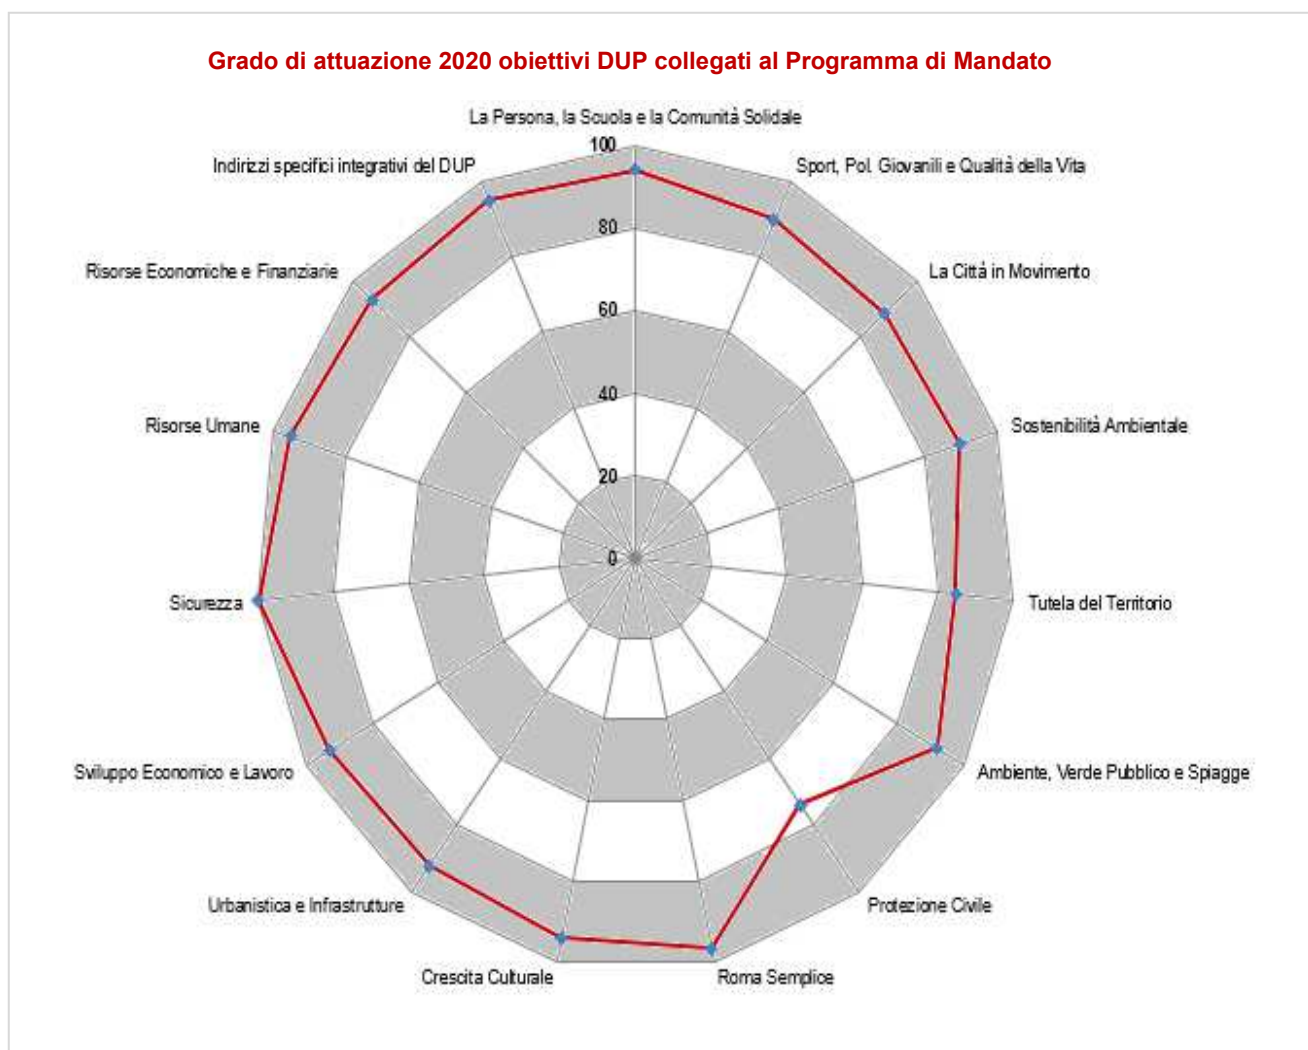 Grado di attuazione 2020 obiettivi DUP collegati al Programma di Mandato
La Persona, la Scuola e la Comunità Solidale
100
Indirizzi specifici integrativi del DUP
Sport, Pol. Giovanili e Qualità della Vita
80
Risorse Economiche e Finanziarie
La Città in Movimento
60
40
Risorse Umane
Sostenibilità Ambientale
20
0
Sicurezza
Tutela del Territorio
Sviluppo Economico e Lavoro
Ambiente, Verde Pubblico e Spiagge
Urbanistica e Infrastrutture
Protezione Civile
Crescita Culturale
Roma Semplice